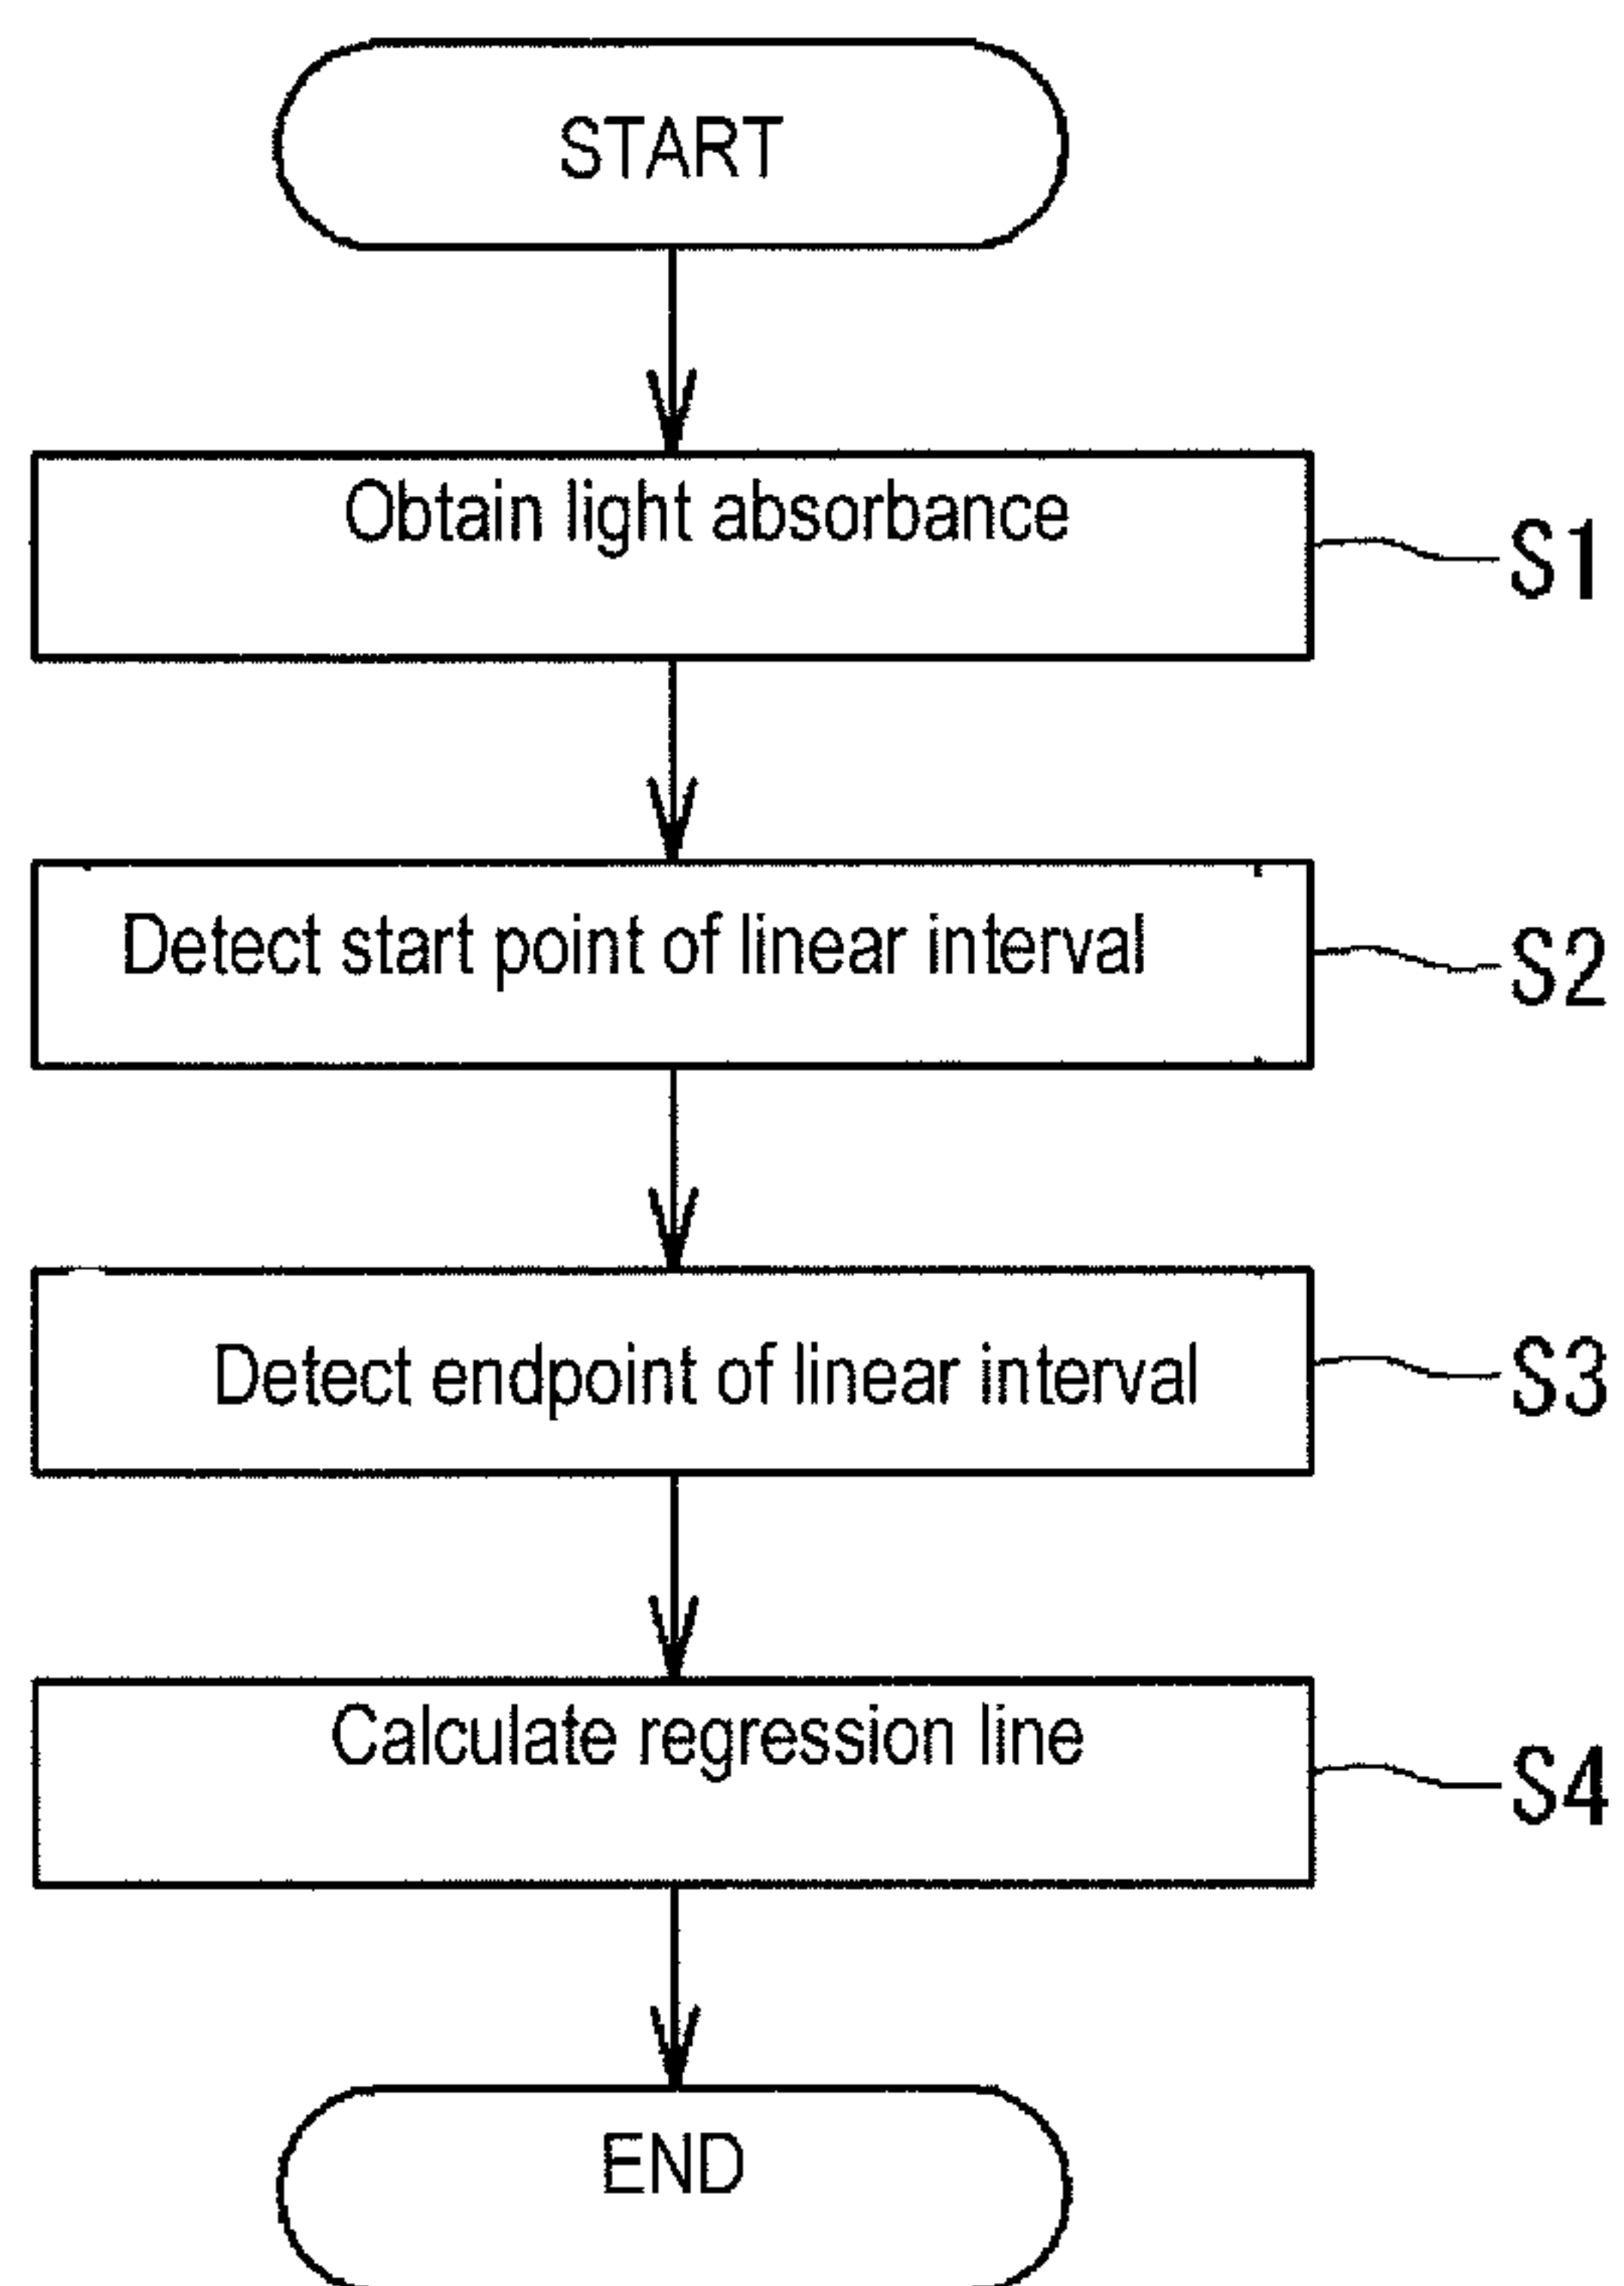 START
Obtain light absorbance
S1
Detect start point of linear interval
S2
Detect endpoint of linear interval
S3
Calculate regression line
S4
END